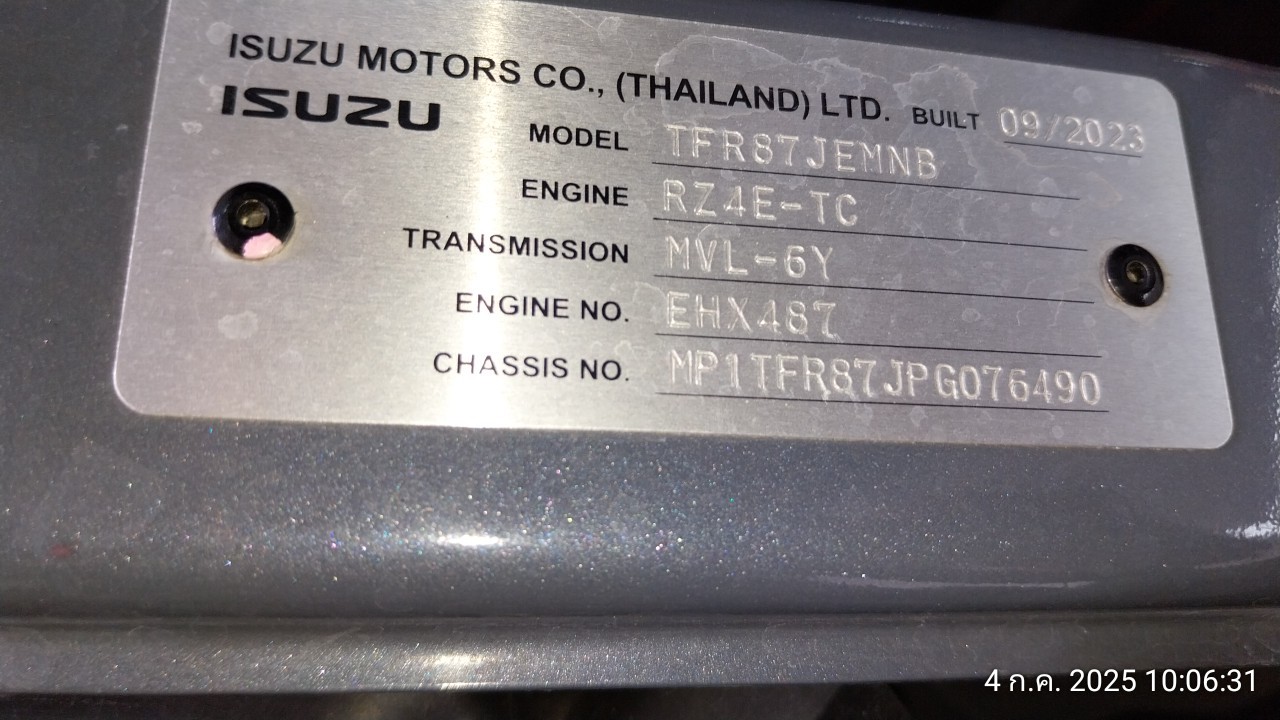 ISUZU MOTORS CO., (THAILAND) LTD. BUILT 09/2023
ISUZU
MODEL TFR87JEMNB
ENGINE RZ4E-TC
TRANSMISSION MVL-6Y
ENGINE NO. EHX487
CHASSIS NO. MP1TFR87JPG076490
4 ก.ค. 2025 10:06:31